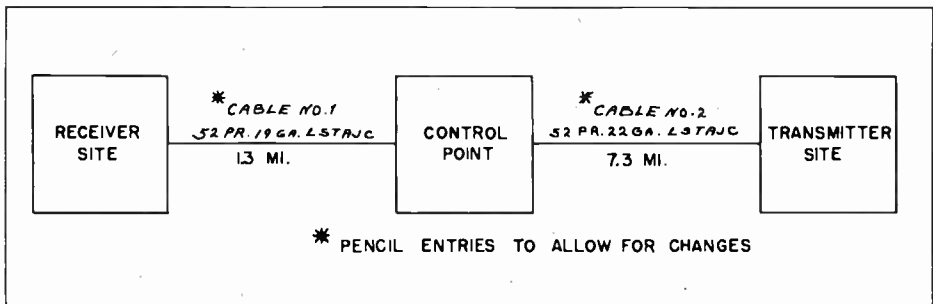 RECEIVER SITE
* CABLE NO.1
52 PR. 19 GA. LSTAJC
1.3 MI.
CONTROL POINT
* CABLE NO.2
52 PR. 22 GA. LSTAJC
7.3 MI.
TRANSMITTER SITE
* PENCIL ENTRIES TO ALLOW FOR CHANGES